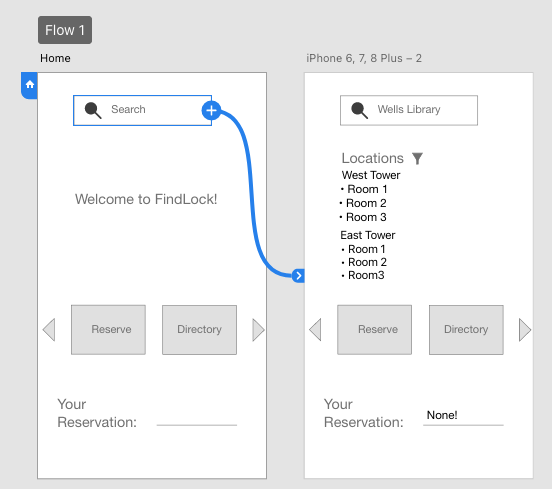 Flow 1
Home
Search
Welcome to FindLock!
Reserve
Directory
Your
Reservation:
iPhone 6, 7, 8 Plus – 2
Wells Library
Locations
West Tower
• Room 1
• Room 2
• Room 3
East Tower
• Room 1
• Room 2
• Room3
Reserve
Directory
Your
Reservation:
None!